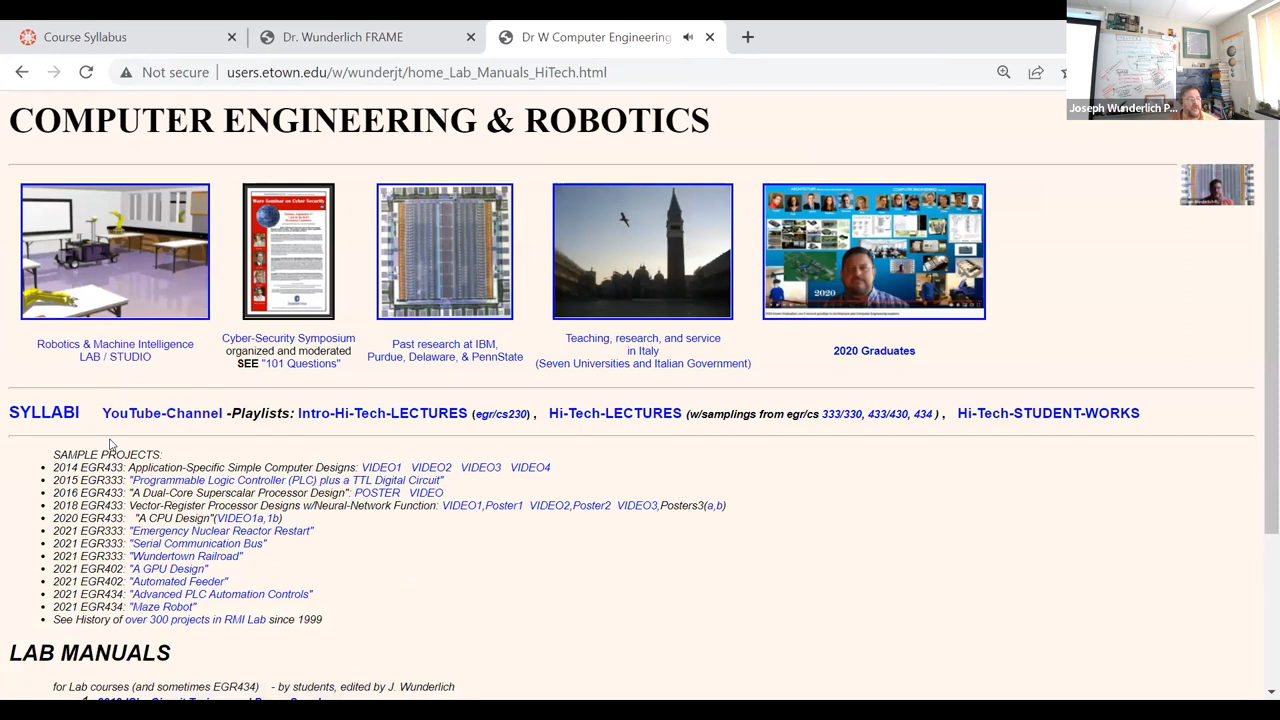 Course Syllabus
Dr. Wunderlich FRAME
Dr W Computer Engineering
Not secure
users.etown.edu/w/wunderjt/home_Lab_Manuals_HiTech.html
Joseph Wunderlich P...
COMPUTER ENGINEERING & ROBOTICS
Warz Seminar on Cyber Security
2020
Robotics & Machine Intelligence
LAB / STUDIO
Cyber-Security Symposium
organized and moderated
SEE "101 Questions"
Past research at IBM,
Purdue, Delaware, & PennState
Teaching, research, and service
in Italy
(Seven Universities and Italian Government)
2020 Graduates
SYLLABI YouTube-Channel -Playlists: Intro-Hi-Tech-LECTURES (egr/cs230) , Hi-Tech-LECTURES (w/samplings from egr/cs 333/330, 433/430, 434 ) , Hi-Tech-STUDENT-WORKS
SAMPLE PROJECTS:
• 2014 EGR433: Application-Specific Simple Computer Designs: VIDEO1 VIDEO2 VIDEO3 VIDEO4
• 2015 EGR333: "Programmable Logic Controller (PLC) plus a TTL Digital Circuit"
• 2016 EGR433: "A Dual-Core Superscalar Processor Design": POSTER VIDEO
• 2018 EGR433: Vector-Register Processor Designs w/Neural-Network Function: VIDEO1,Poster1 VIDEO2,Poster2 VIDEO3,Posters3(a,b)
• 2020 EGR433: "A CPU Design"(VIDEO1a,1b)
• 2021 EGR333: "Emergency Nuclear Reactor Restart"
• 2021 EGR333: "Serial Communication Bus"
• 2021 EGR333: "Wundertown Railroad"
• 2021 EGR402: "A GPU Design"
• 2021 EGR402: "Automated Feeder"
• 2021 EGR434: "Advanced PLC Automation Controls"
• 2021 EGR434: "Maze Robot"
• See History of over 300 projects in RMI Lab since 1999
LAB MANUALS
for Lab courses (and sometimes EGR434) - by students, edited by J. Wunderlich